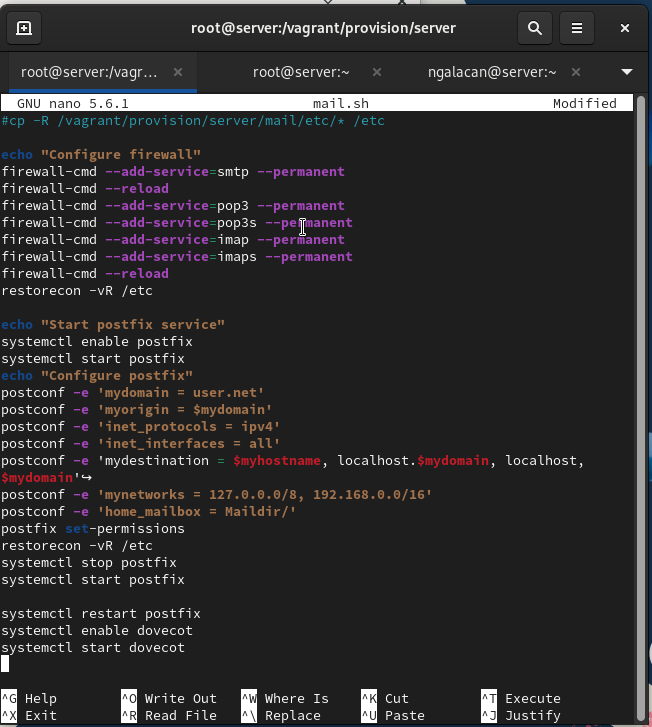 root@server:/vagrant/provision/server
root@server:/vagr... × root@server:~ × ngalacan@server:~ ×
GNU nano 5.6.1 mail.sh Modified
#cp -R /vagrant/provision/server/mail/etc/* /etc
echo "Configure firewall"
firewall-cmd --add-service=smtp --permanent
firewall-cmd --reload
firewall-cmd --add-service=pop3 --permanent
firewall-cmd --add-service=pop3s --permanent
firewall-cmd --add-service=imap --permanent
firewall-cmd --add-service=imaps --permanent
firewall-cmd --reload
restorecon -vR /etc
echo "Start postfix service"
systemctl enable postfix
systemctl start postfix
echo "Configure postfix"
postconf -e 'mydomain = user.net'
postconf -e 'myorigin = $mydomain'
postconf -e 'inet_protocols = ipv4'
postconf -e 'inet_interfaces = all'
postconf -e 'mydestination = $myhostname, localhost.$mydomain, localhost,
$mydomain'↪
postconf -e 'mynetworks = 127.0.0.0/8, 192.168.0.0/16'
postconf -e 'home_mailbox = Maildir/'
postfix set-permissions
restorecon -vR /etc
systemctl stop postfix
systemctl start postfix
systemctl restart postfix
systemctl enable dovecot
systemctl start dovecot
^G Help ^O Write Out ^W Where Is ^K Cut ^T Execute
^X Exit ^R Read File ^\ Replace ^U Paste ^J Justify